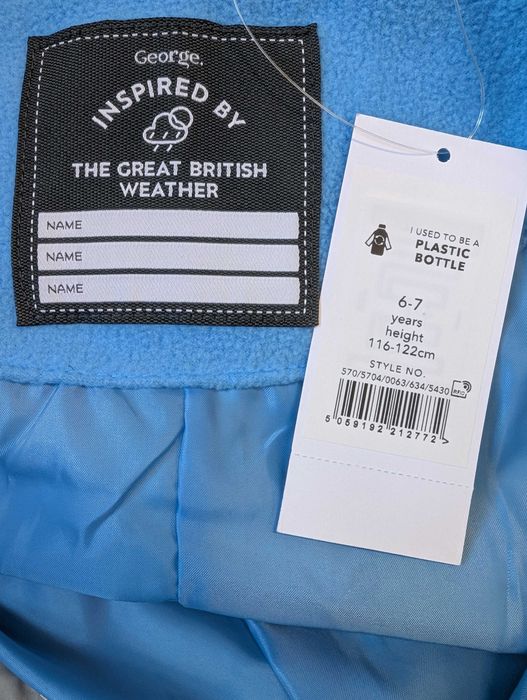 George.
INSPIRED BY
THE GREAT BRITISH
WEATHER
NAME
NAME
NAME
I USED TO BE A
PLASTIC
BOTTLE
6-7
years
height
116-122cm
STYLE NO.
570/5704/0063/634/5430
RFID
5 059192 212772 >